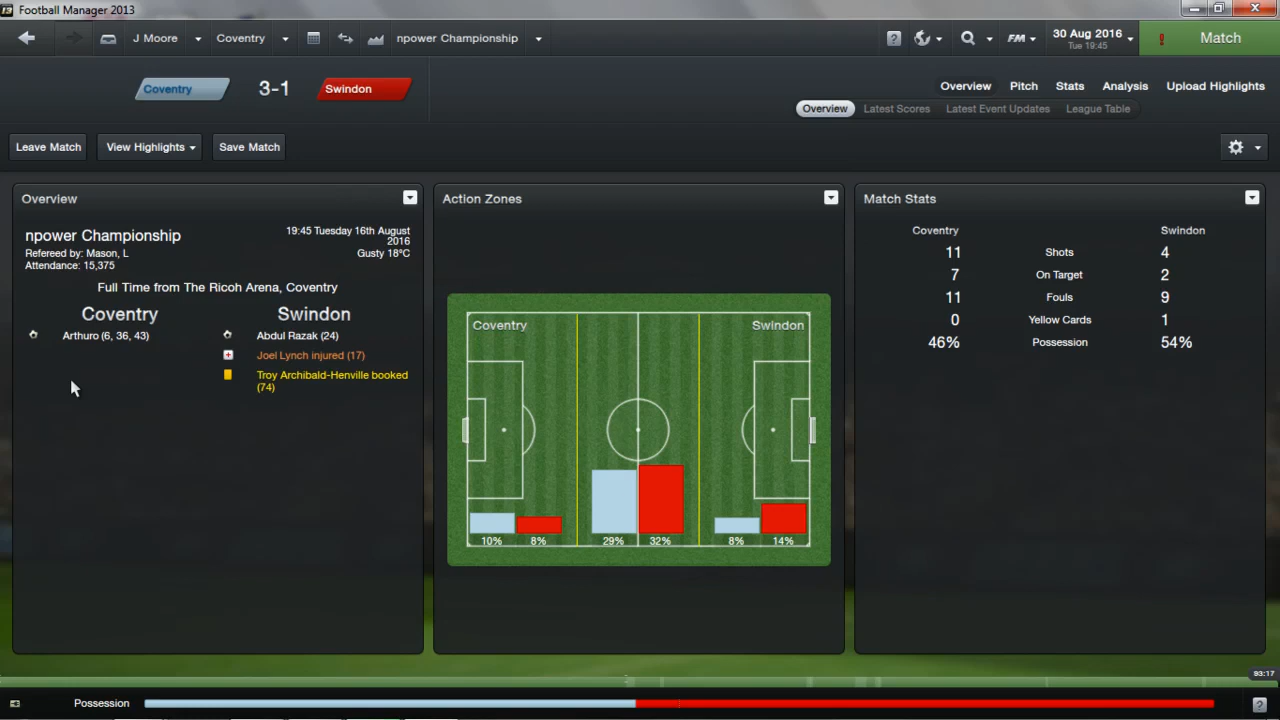 Football Manager 2013
J Moore
Coventry
npower Championship
FM
30 Aug 2016
Tue 19:45
Match
Coventry
3-1
Swindon
Overview
Pitch
Stats
Analysis
Upload Highlights
Overview
Latest Scores
Latest Event Updates
League Table
Leave Match
View Highlights
Save Match
Overview
npower Championship
19:45 Tuesday 16th August
2016
Refereed by: Mason, L
Gusty 18°C
Attendance: 15,375
Full Time from The Ricoh Arena, Coventry
Coventry
Swindon
Arthuro (6, 36, 43)
Abdul Razak (24)
Joel Lynch injured (17)
Troy Archibald-Henville booked
(74)
Action Zones
Coventry
Swindon
10% 8% 29% 32% 8% 14%
Match Stats
Coventry
Swindon
11 Shots 4
7 On Target 2
11 Fouls 9
0 Yellow Cards 1
46% Possession 54%
93:17
Possession